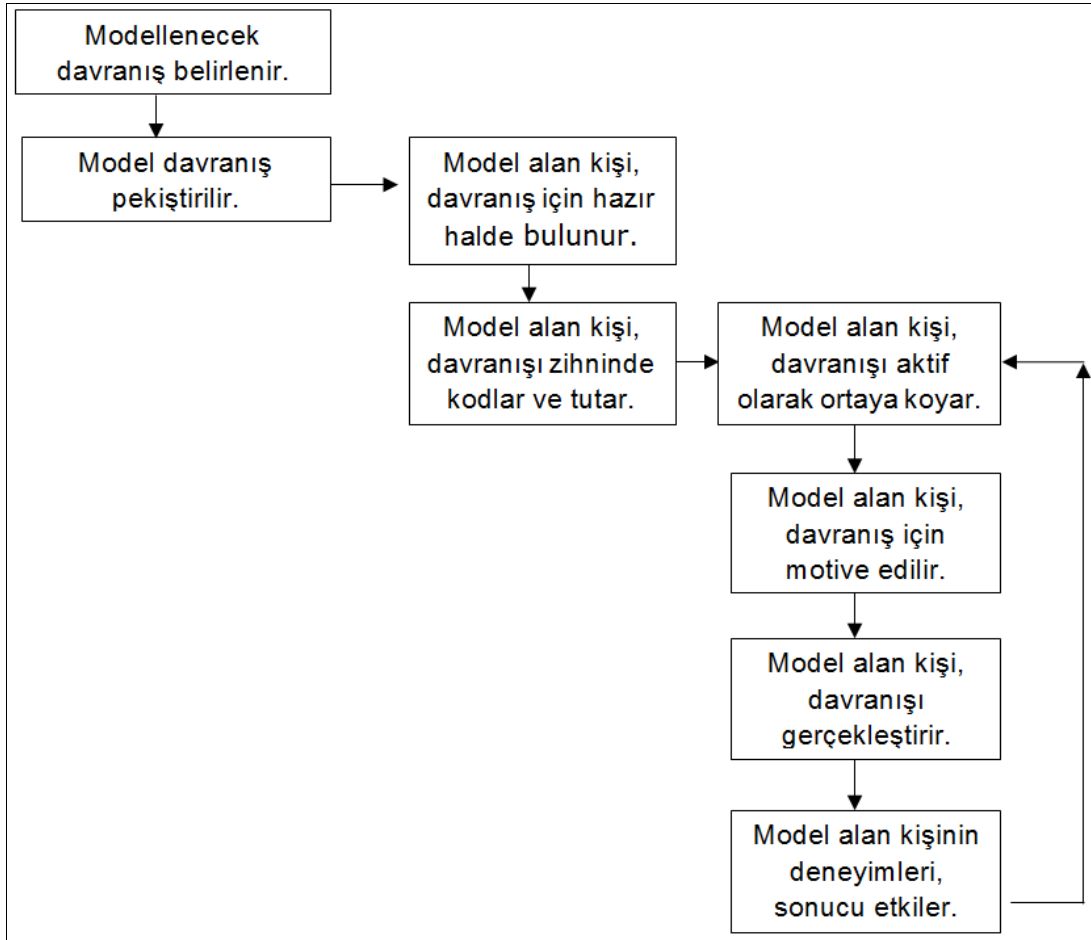 Modellenecek
davranış belirlenir.
Model davranış
pekiştirilir.
Model alan kişi,
davranış için hazır
halde bulunur.
Model alan kişi,
davranışı zihninde
kodlar ve tutar.
Model alan kişi,
davranışı aktif
olarak ortaya koyar.
Model alan kişi,
davranış için
motive edilir.
Model alan kişi,
davranışı
gerçekleştirir.
Model alan kişinin
deneyimleri,
sonucu etkiler.